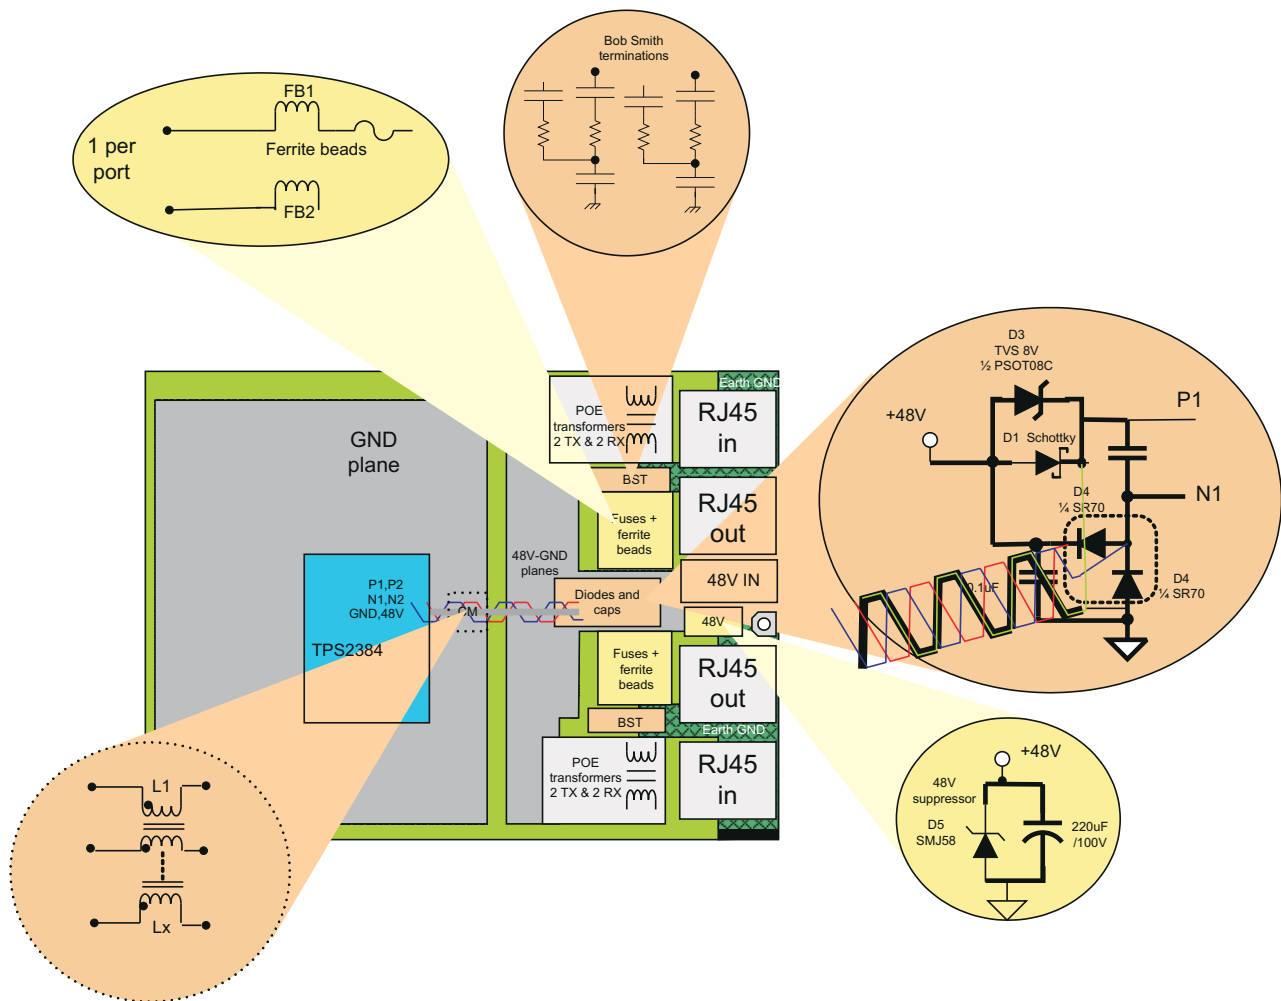 Bob Smith
terminations
FB1
1 per
port
Ferrite beads
FB2
D3
TVS 8V
½ PSOT08C
+48V
P1
D1 Schottky
N1
D4
¼ SR70
0.1uF
D4
¼ SR70
Earth GND
POE
transformers
2 TX & 2 RX
RJ45
in
GND
plane
BST
RJ45
out
Fuses +
ferrite
beads
48V-GND
planes
48V IN
P1,P2
N1,N2
GND,48V
CM
Diodes and
caps
48V
TPS2384
Fuses +
ferrite
beads
RJ45
out
BST
Earth GND
POE
transformers
2 TX & 2 RX
RJ45
in
L1
Lx
+48V
48V
suppressor
D5
SMJ58
220uF
/100V